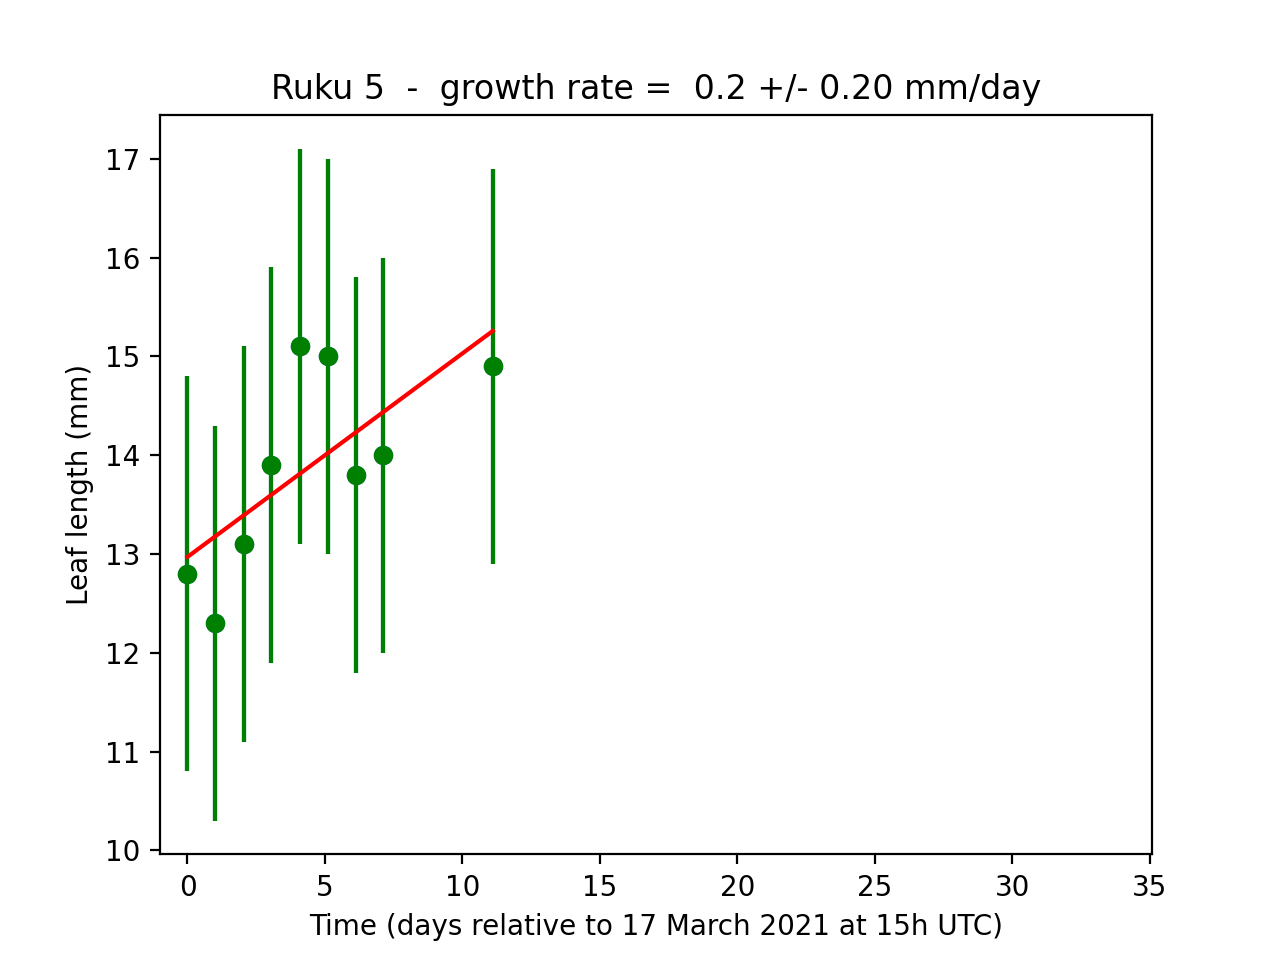 Ruku 5 - growth rate = 0.2 +/- 0.20 mm/day
17
16
15
14
13
12
11
10
Leaf length (mm)
0 5 10 15 20 25 30 35
Time (days relative to 17 March 2021 at 15h UTC)